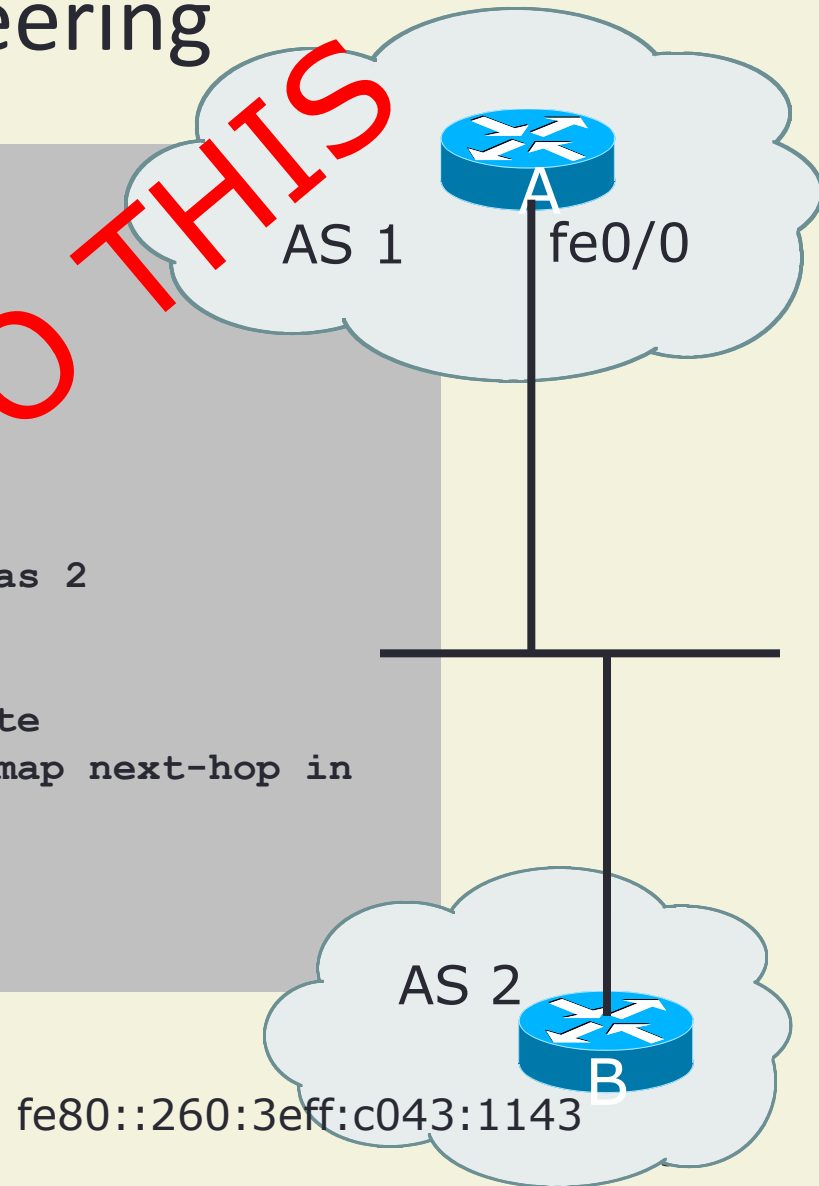 eering
O THIS
A
AS 1
fe0/0
as 2
te
map next-hop in
AS 2
B
fe80::260:3eff:c043:1143